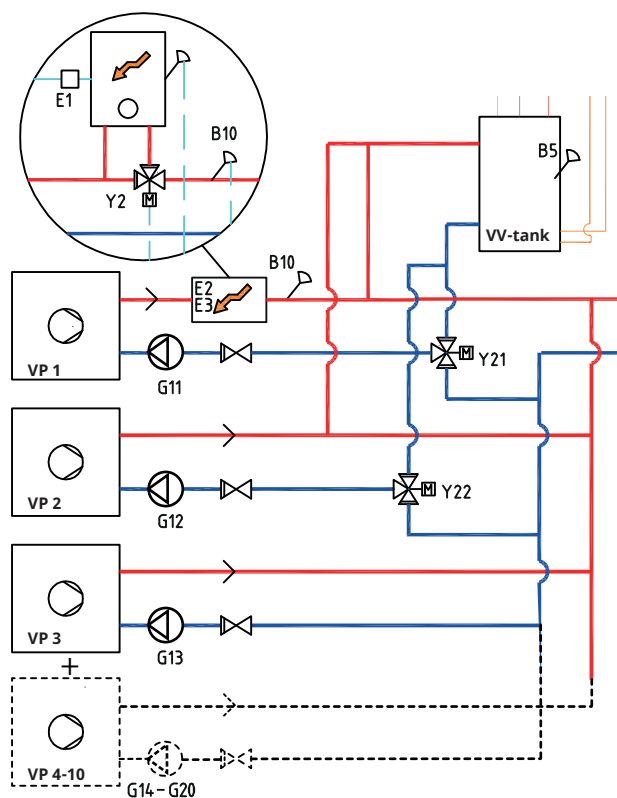 E1
B10
Y2
M
B5
VV-tank
B10
E2
E3
VP 1
G11
M
Y21
VP 2
G12
M
Y22
VP 3
G13
+
VP 4-10
G14-G20